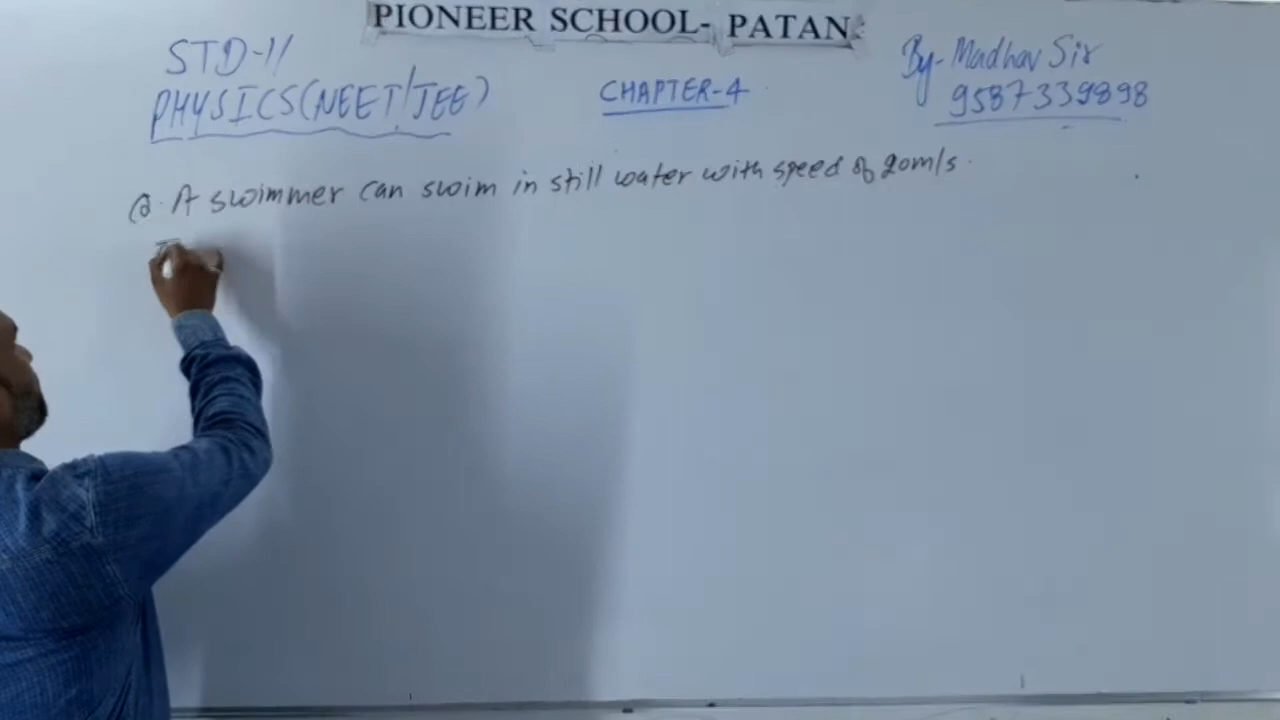 PIONEER SCHOOL- PATAN
STD-11
PHYSICS(NEET/JEE)
CHAPTER-4
By- Madhav Sir
9587339898
Q. A swimmer can swim in still water with speed of 20m/s.